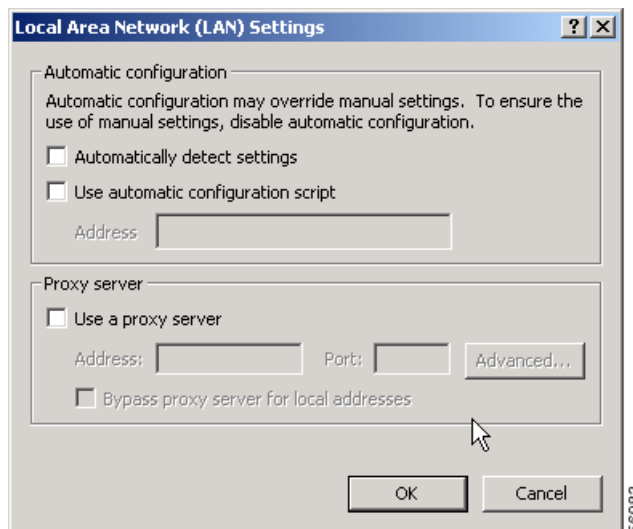 Local Area Network (LAN) Settings
Automatic configuration
Automatic configuration may override manual settings. To ensure the
use of manual settings, disable automatic configuration.
Automatically detect settings
Use automatic configuration script
Address
Proxy server
Use a proxy server
Address:
Port:
Advanced...
Bypass proxy server for local addresses
OK
Cancel